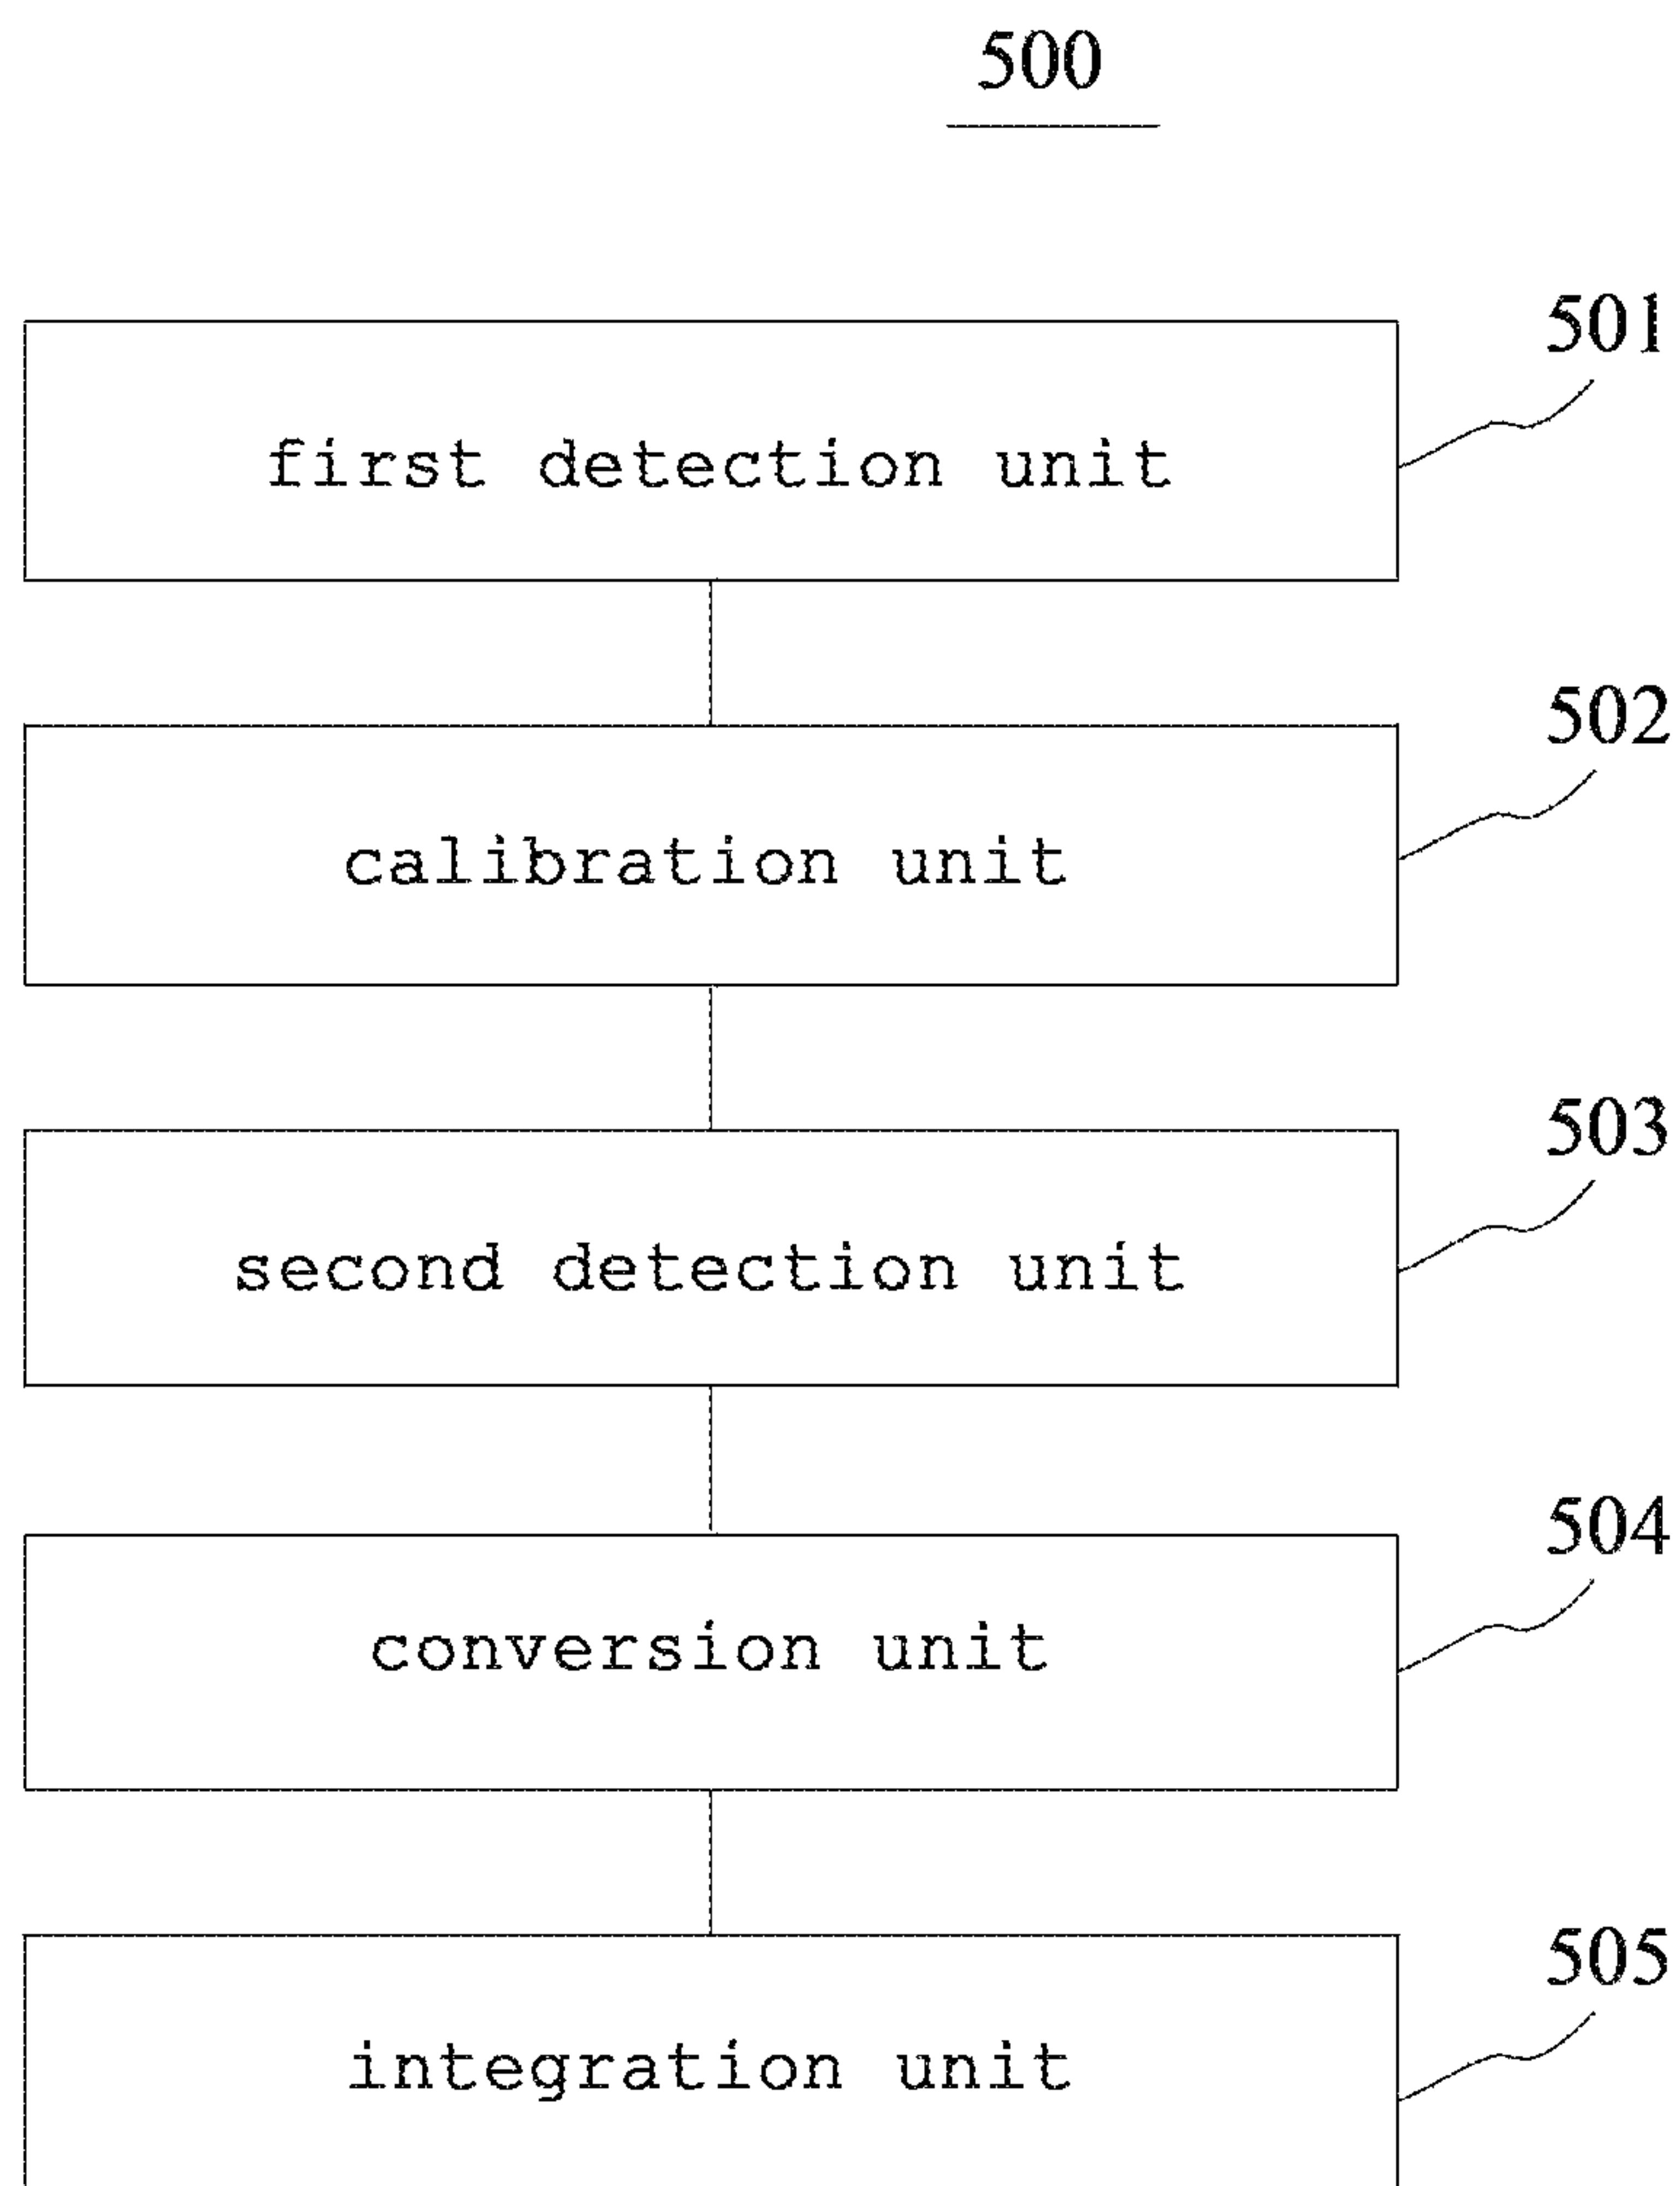 500
501
first detection unit
502
calibration unit
503
second detection unit
504
conversion unit
505
integration unit